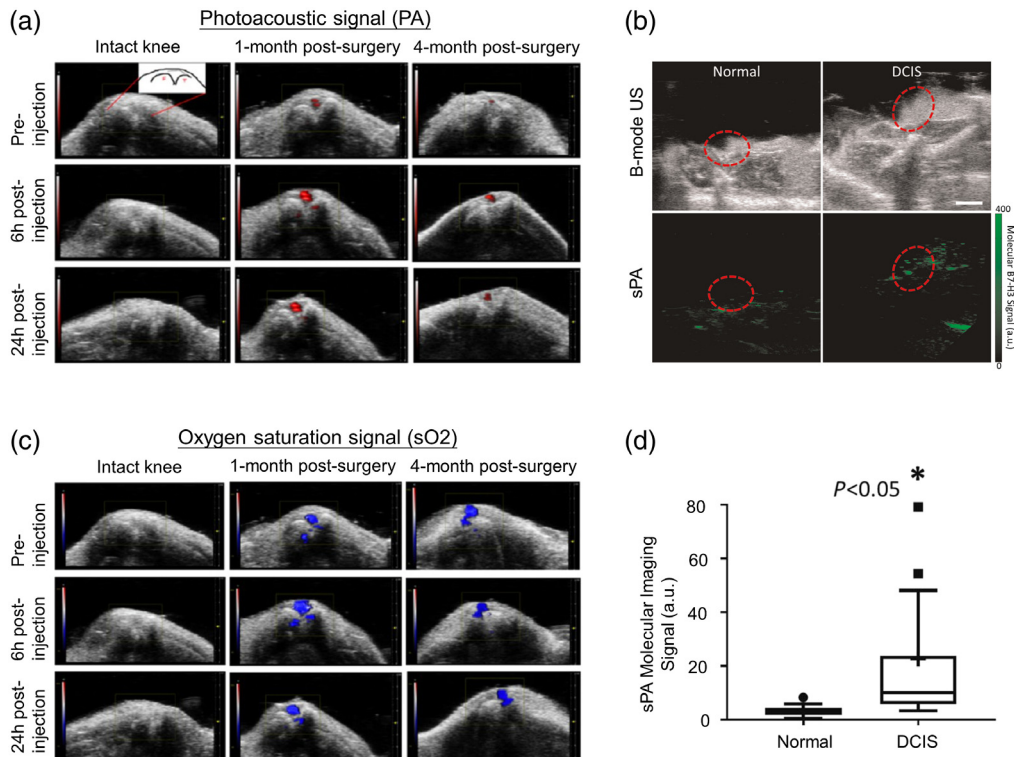 (a)
Photoacoustic signal (PA)
Intact knee
1-month post-surgery
4-month post-surgery
Pre-
injection
6h post-
injection
24h post-
injection
(b)
Normal
DCIS
B-mode US
sPA
400
Molecular B7-H3 Signal (a.u.)
0
(c)
Oxygen saturation signal (sO2)
Intact knee
1-month post-surgery
4-month post-surgery
Pre-
injection
6h post-
injection
24h post-
injection
(d)
P<0.05
*
80
60
40
20
0
sPA Molecular Imaging
Signal (a.u.)
Normal
DCIS